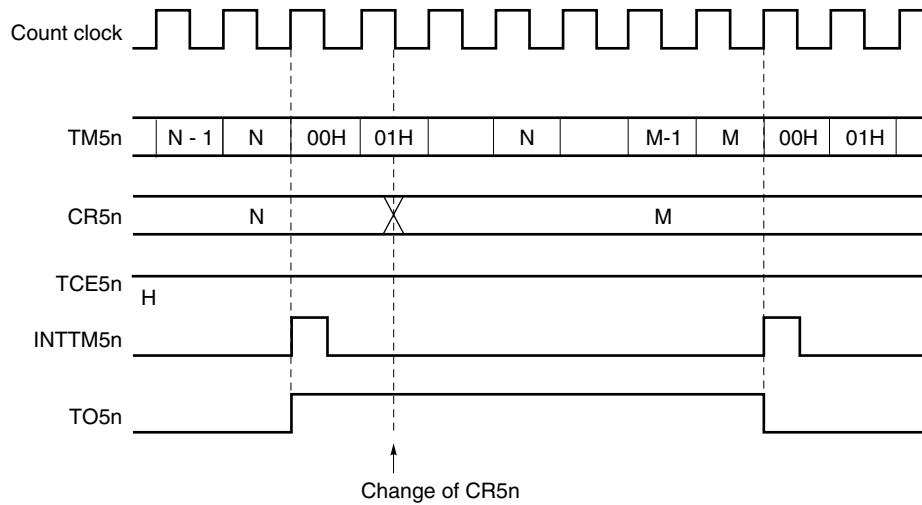 Count clock
TM5n N - 1 N 00H 01H N M-1 M 00H 01H
CR5n N M
TCE5n
H
INTTM5n
TO5n
Change of CR5n